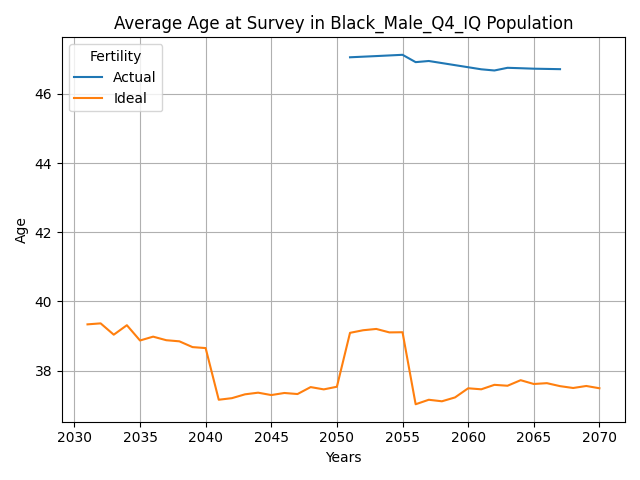 Average Age at Survey in Black_Male_Q4_IQ Population
Fertility
Actual
Ideal
46
44
42
40
38
Age
2030 2035 2040 2045 2050 2055 2060 2065 2070
Years